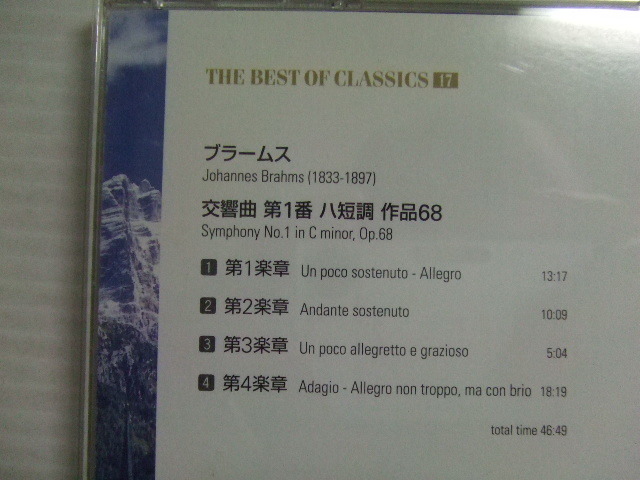 THE BEST OF CLASSICS 17
ブラームス
Johannes Brahms (1833-1897)
交響曲 第1番 ハ短調 作品68
Symphony No.1 in C minor, Op.68
1 第1楽章 Un poco sostenuto - Allegro 13:17
2 第2楽章 Andante sostenuto 10:09
3 第3楽章 Un poco allegretto e grazioso 5:04
4 第4楽章 Adagio - Allegro non troppo, ma con brio 18:19
total time 46:49